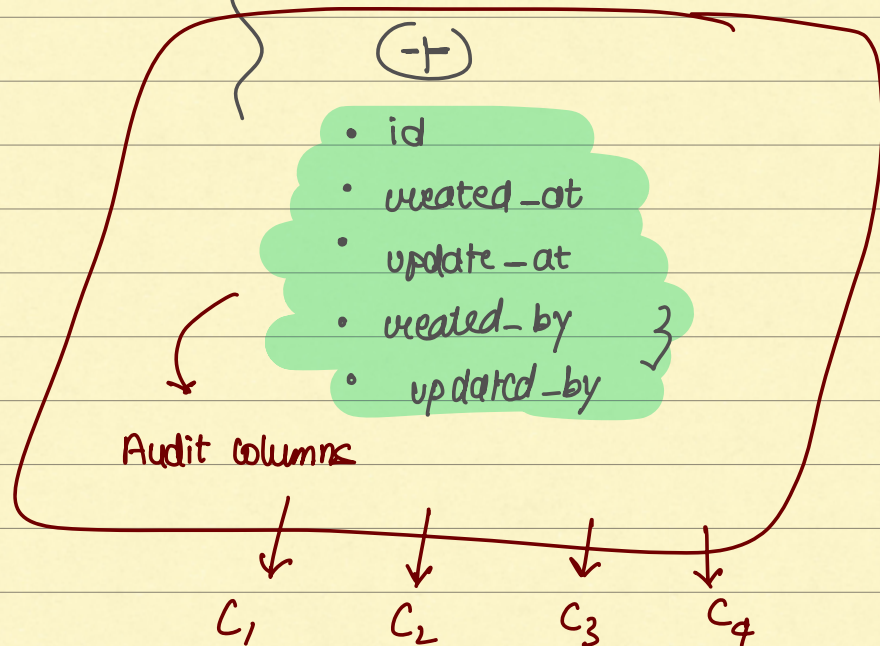 +
• id
• created_at
• update_at
• created_by
• updated_by
Audit columns
C1 C2 C3 C4